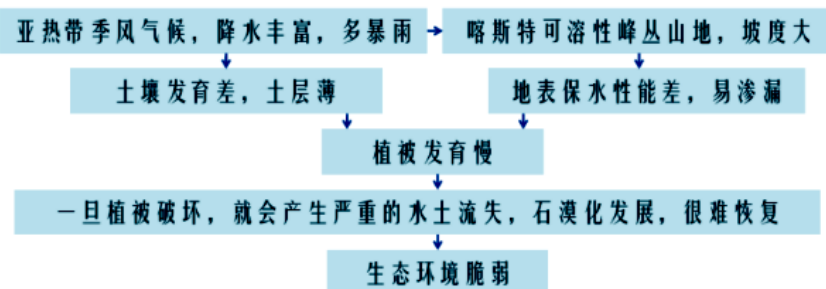 亚热带季风气候，降水丰富，多暴雨
喀斯特可溶性峰丛山地，坡度大
土壤发育差，土层薄
地表保水性能差，易渗漏
植被发育慢
一旦植被破坏，就会产生严重的水土流失，石漠化发展，很难恢复
生态环境脆弱